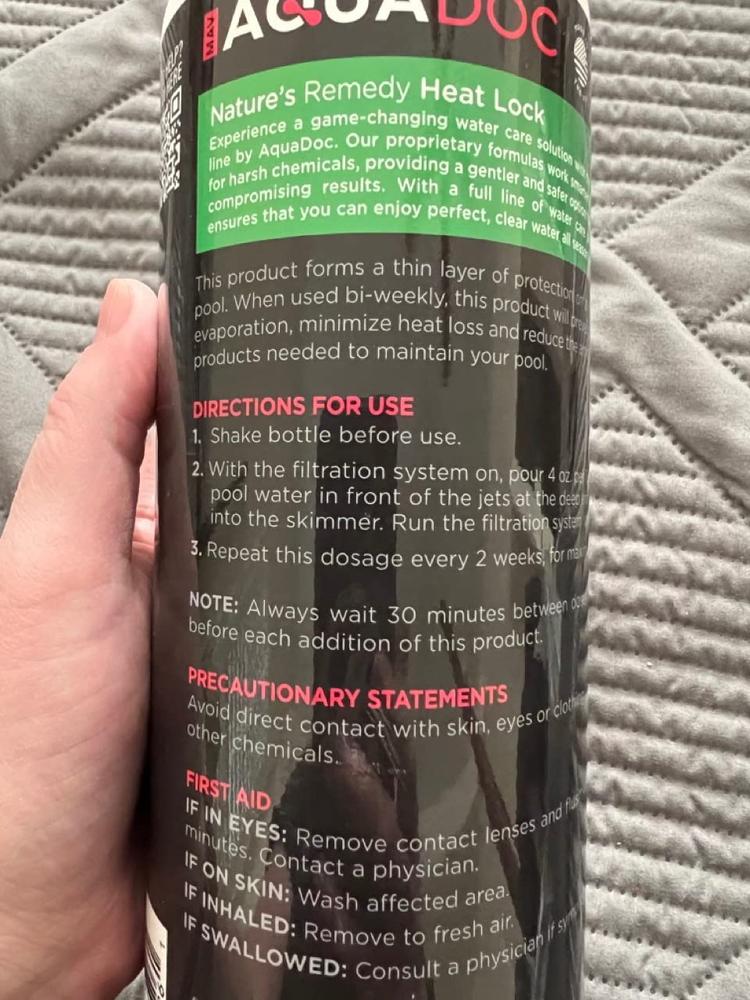 MAV AQUADOC
HELP?
HERE
Nature's Remedy Heat Lock
Experience a game-changing water care solution
line by AquaDoc. Our proprietary formulas work
for harsh chemicals, providing a gentler and safer option
compromising results. With a full line of water care
ensures that you can enjoy perfect, clear water all
This product forms a thin layer of protection
pool. When used bi-weekly, this product will
evaporation, minimize heat loss and reduce the
products needed to maintain your pool.
DIRECTIONS FOR USE
1. Shake bottle before use.
2. With the filtration system on, pour 4 oz.
pool water in front of the jets at the deep
into the skimmer. Run the filtration system
3. Repeat this dosage every 2 weeks, for
NOTE: Always wait 30 minutes between
before each addition of this product.
PRECAUTIONARY STATEMENTS
Avoid direct contact with skin, eyes or
other chemicals.
FIRST AID
IF IN EYES: Remove contact lenses and
minutes. Contact a physician.
IF ON SKIN: Wash affected area.
IF INHALED: Remove to fresh air.
IF SWALLOWED: Consult a physician if